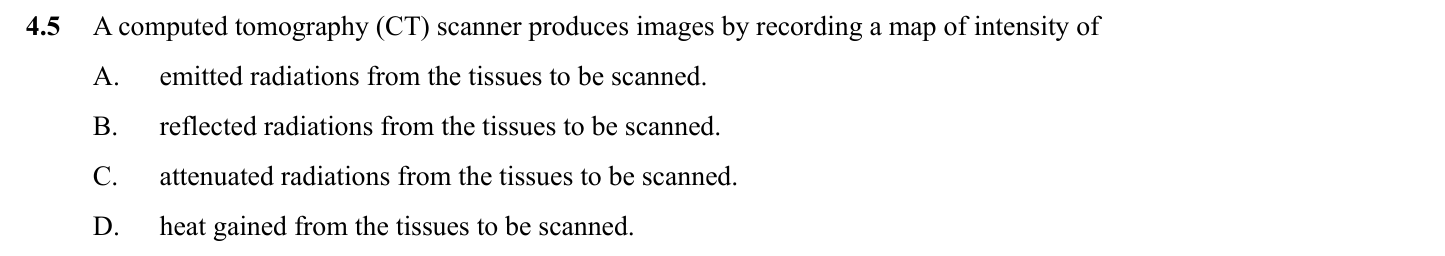 4.5 A computed tomography (CT) scanner produces images by recording a map of intensity of
A. emitted radiations from the tissues to be scanned.
B. reflected radiations from the tissues to be scanned.
C. attenuated radiations from the tissues to be scanned.
D. heat gained from the tissues to be scanned.